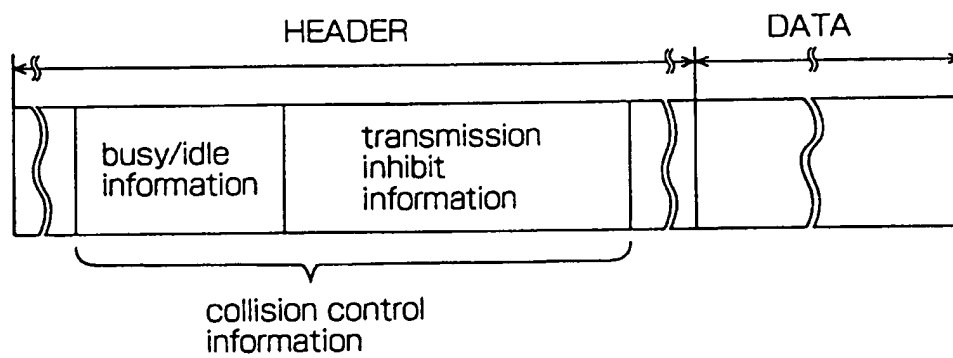 HEADER
DATA
busy/idle
information
transmission
inhibit
information
collision control
information